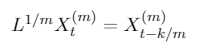 $L^{1/m} X_t^{(m)} = X_{t-k/m}^{(m)}$